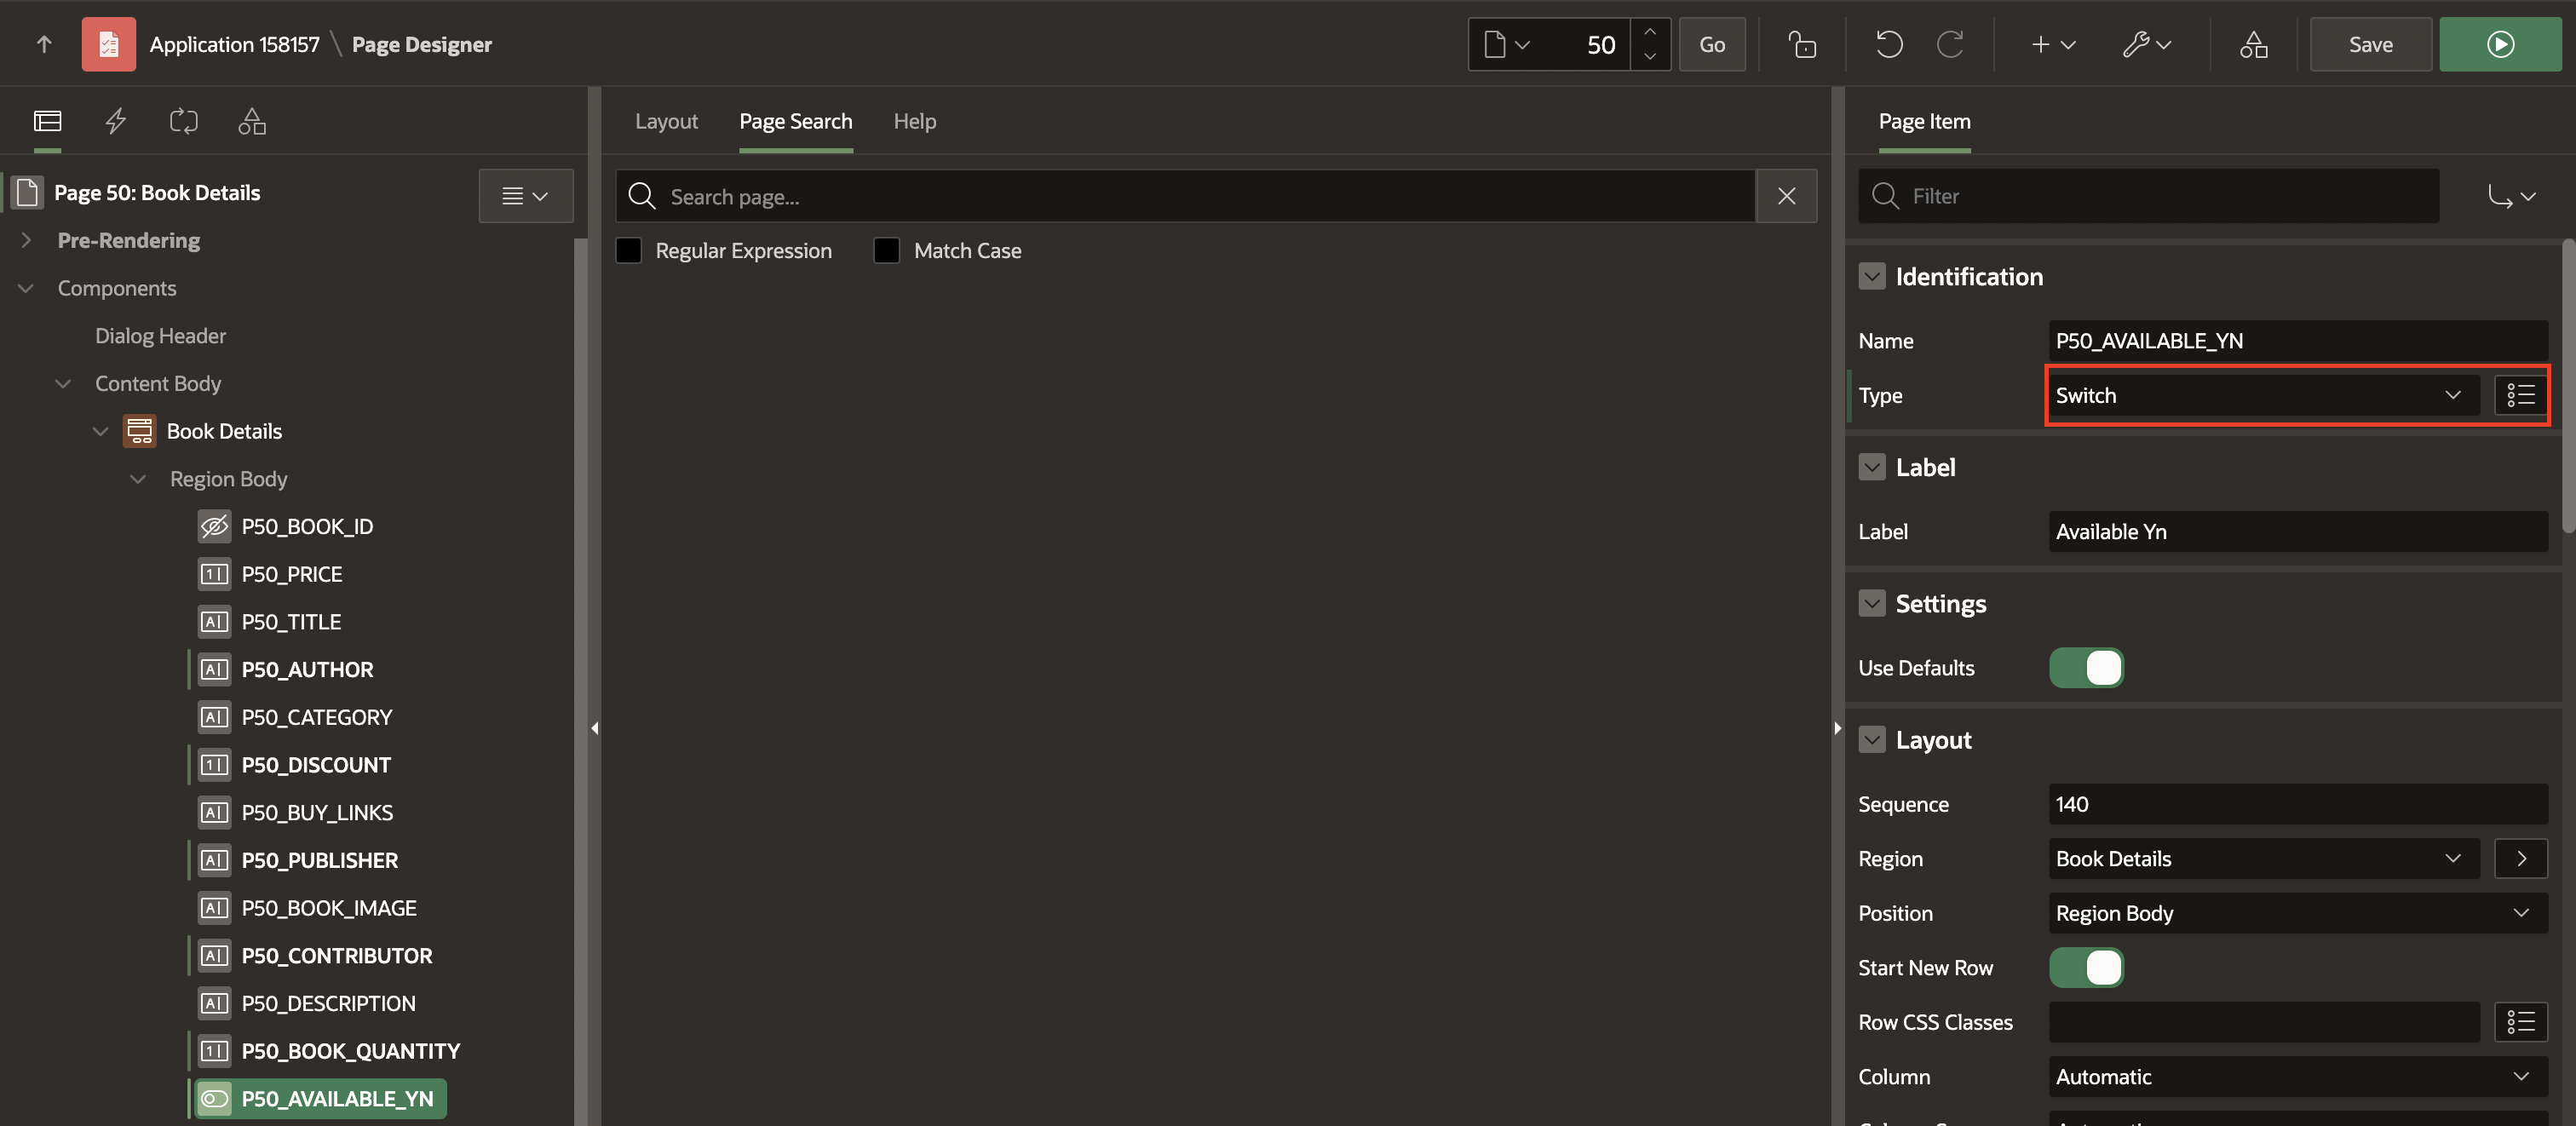 Application 158157 \ Page Designer
50
Go
Save
Page 50: Book Details
Pre-Rendering
Components
Dialog Header
Content Body
Book Details
Region Body
P50_BOOK_ID
P50_PRICE
P50_TITLE
P50_AUTHOR
P50_CATEGORY
P50_DISCOUNT
P50_BUY_LINKS
P50_PUBLISHER
P50_BOOK_IMAGE
P50_CONTRIBUTOR
P50_DESCRIPTION
P50_BOOK_QUANTITY
P50_AVAILABLE_YN
Layout Page Search Help
Search page...
Regular Expression Match Case
Page Item
Filter
Identification
Name P50_AVAILABLE_YN
Type Switch
Label
Label Available Yn
Settings
Use Defaults
Layout
Sequence 140
Region Book Details
Position Region Body
Start New Row
Row CSS Classes
Column Automatic